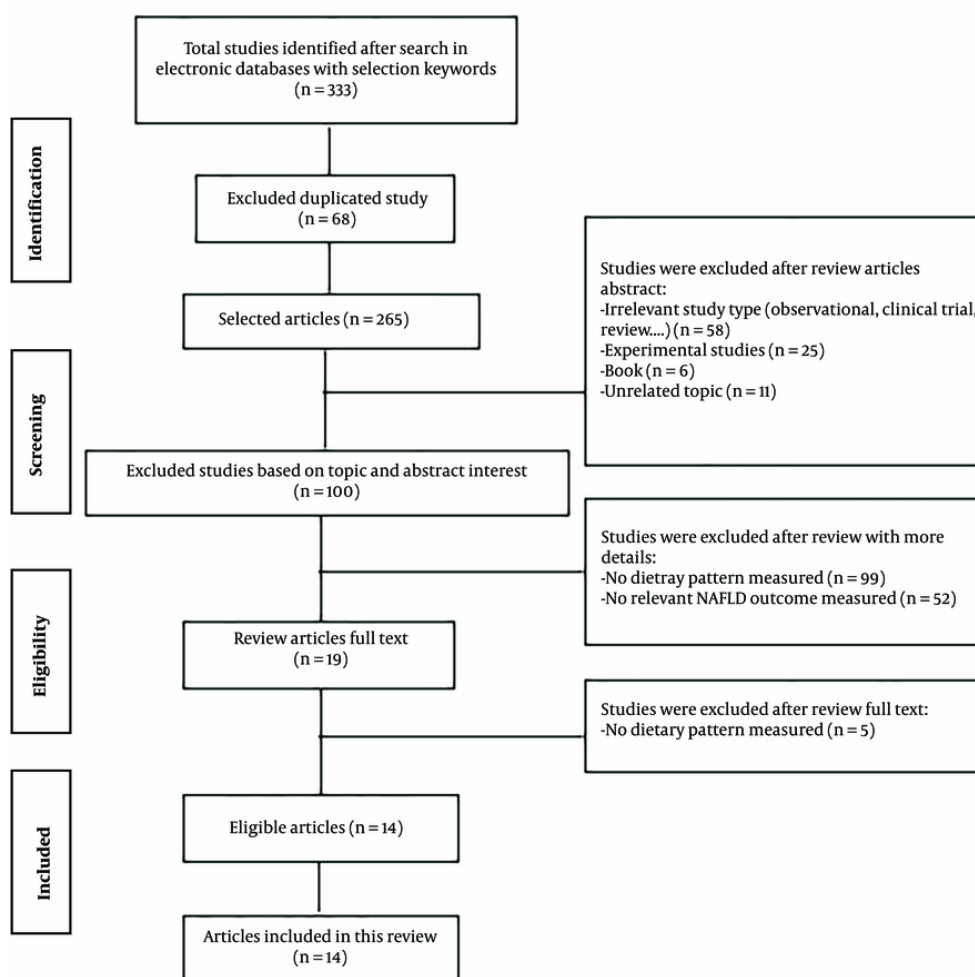 Total studies identified after search in
electronic databases with selection keywords
(n = 333)
Identification
Excluded duplicated study
(n = 68)
Selected articles (n = 265)
Studies were excluded after review articles
abstract:
-Irrelevant study type (observational, clinical trial,
review....) (n = 58)
-Experimental studies (n = 25)
-Book (n = 6)
-Unrelated topic (n = 11)
Screening
Excluded studies based on topic and abstract interest
(n = 100)
Studies were excluded after review with more
details:
-No dietray pattern measured (n = 99)
-No relevant NAFLD outcome measured (n = 52)
Eligibility
Review articles full text
(n = 19)
Studies were excluded after review full text:
-No dietary pattern measured (n = 5)
Included
Eligible articles (n = 14)
Articles included in this review
(n = 14)